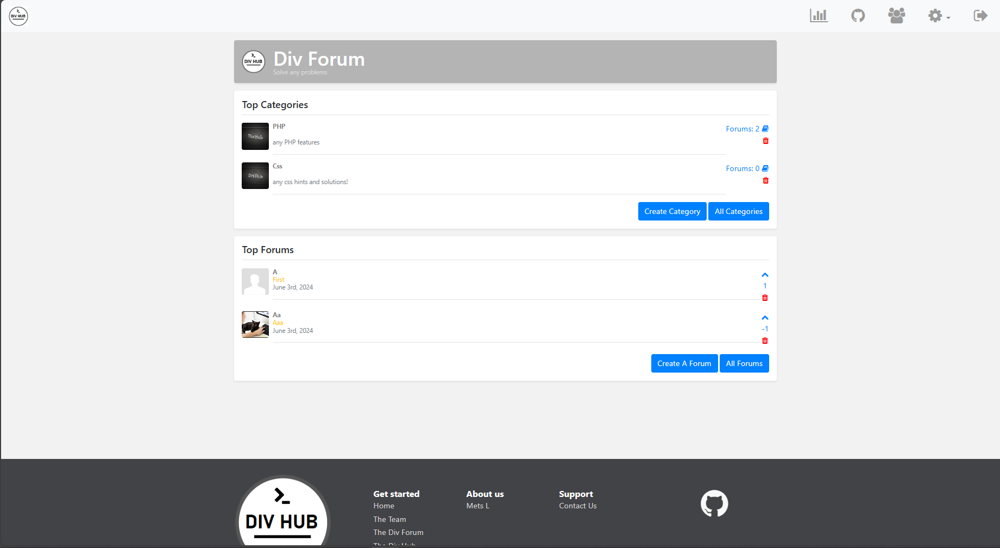 DIV HUB
DIV HUB
Div Forum
Solve any problems
Top Categories
DivHub
PHP
any PHP features
Forums: 2
DivHub
Css
any css hints and solutions!
Forums: 0
Create Category
All Categories
Top Forums
A
First
June 3rd, 2024
1
Aa
Aaa
June 3rd, 2024
-1
Create A Forum
All Forums
DIV HUB
Get started
Home
The Team
The Div Forum
The Div Hub
About us
Mets L
Support
Contact Us